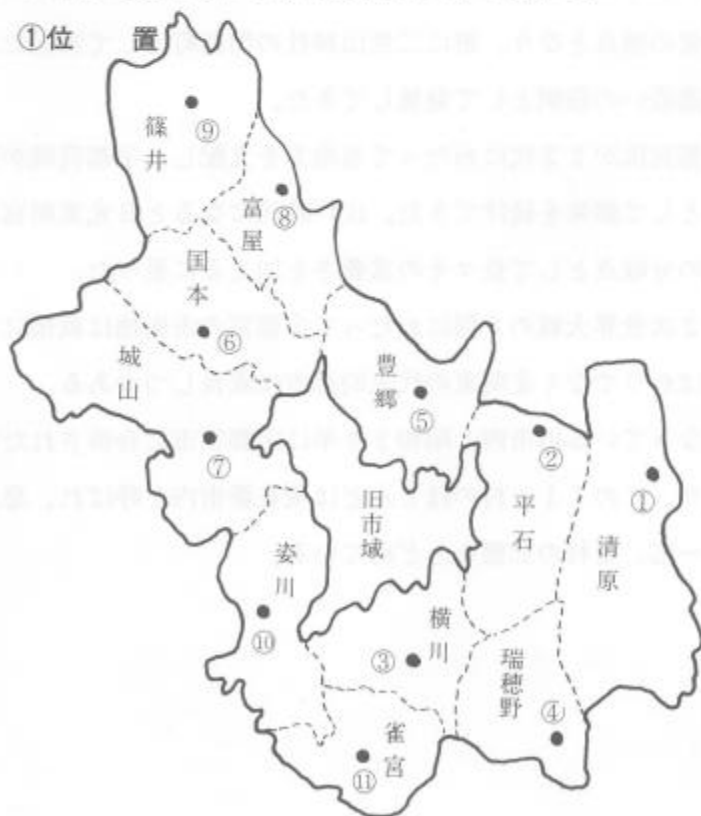 ①位 置
篠井
⑨
富屋
⑧
国本
⑥
城山
⑦
豊郷
⑤
②
平石
①
清原
旧市域
姿川
⑩
横川
③
瑞穂野
④
雀宮
⑪